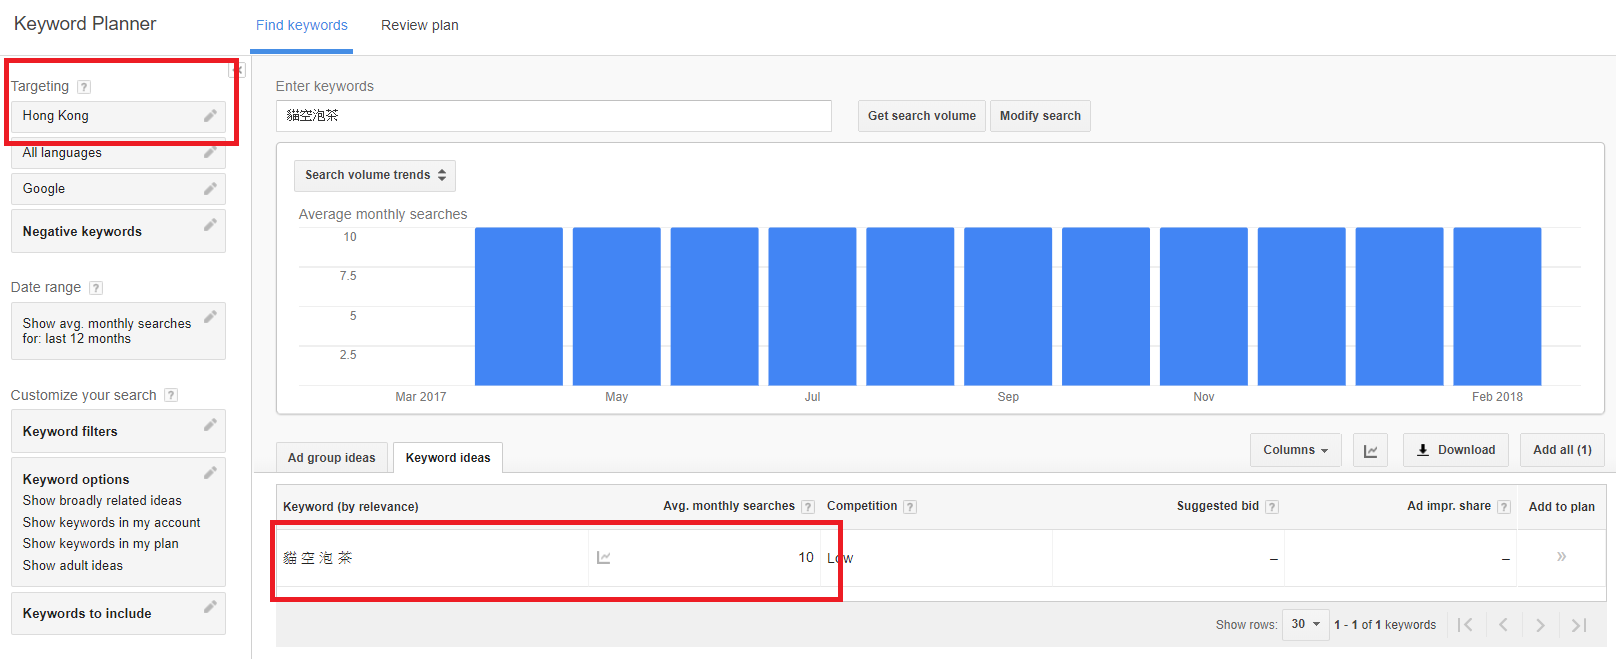 Keyword Planner
Find keywords
Review plan
Targeting ?
Hong Kong
All languages
Google
Negative keywords
Date range ?
Show avg. monthly searches
for: last 12 months
Customize your search ?
Keyword filters
Keyword options
Show broadly related ideas
Show keywords in my account
Show keywords in my plan
Show adult ideas
Keywords to include
Enter keywords
貓空泡茶
Get search volume
Modify search
Search volume trends
Average monthly searches
10
7.5
5
2.5
Mar 2017 May Jul Sep Nov Feb 2018
Columns
Download
Add all (1)
Ad group ideas
Keyword ideas
Keyword (by relevance) Avg. monthly searches ? Competition ? Suggested bid ? Ad impr. share ? Add to plan
貓 空 泡 茶 10 Low – – »
Show rows: 30 1 - 1 of 1 keywords